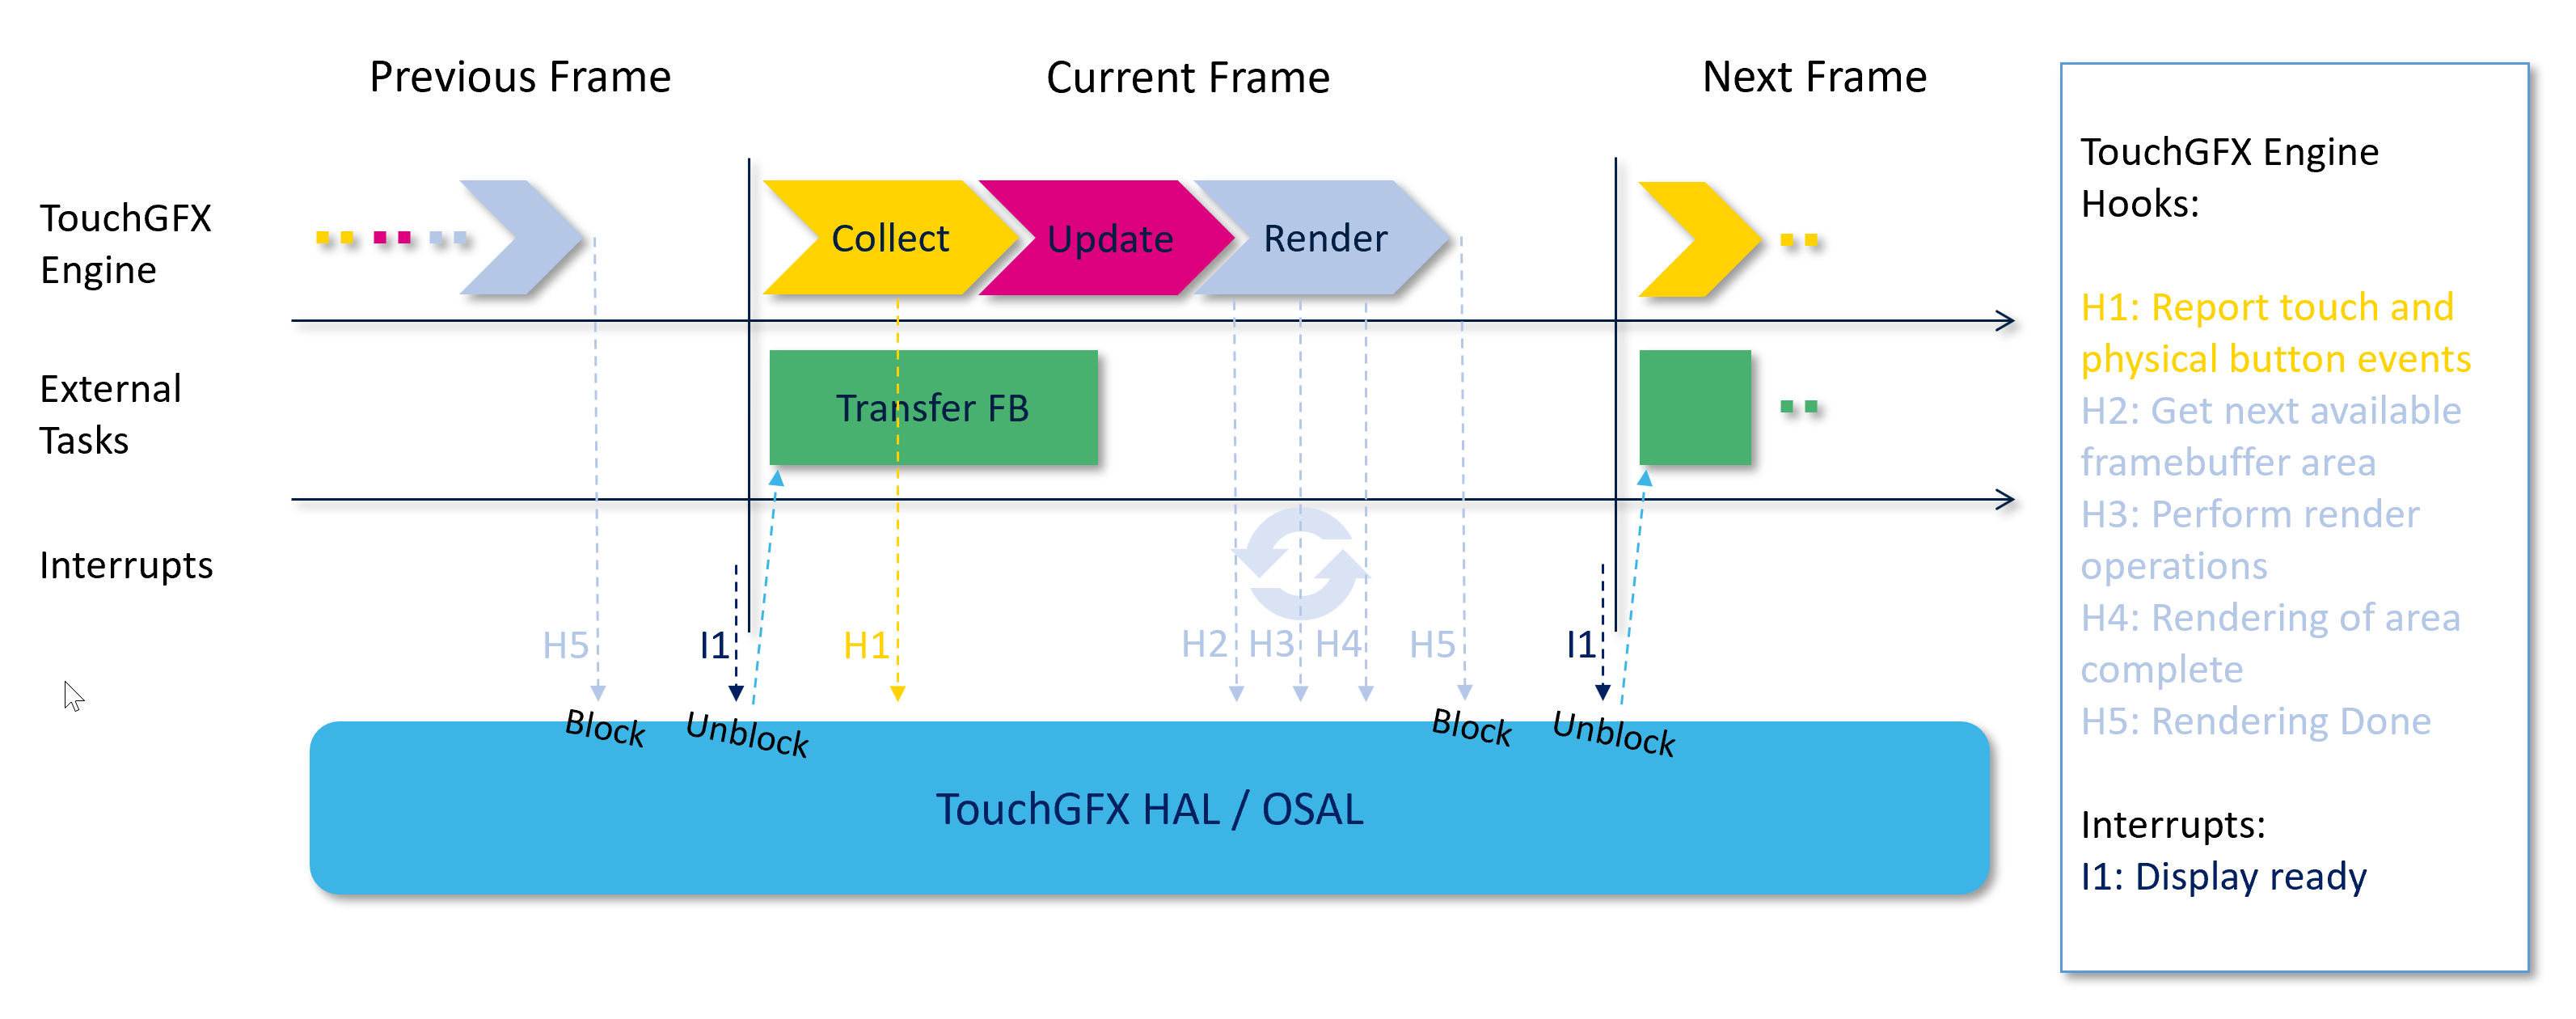 Previous Frame
Current Frame
Next Frame
TouchGFX
Engine
Collect
Update
Render
External
Tasks
Transfer FB
Interrupts
H5
I1
H1
H2
H3
H4
H5
I1
Block
Unblock
Block
Unblock
TouchGFX HAL / OSAL
TouchGFX Engine
Hooks:
H1: Report touch and
physical button events
H2: Get next available
framebuffer area
H3: Perform render
operations
H4: Rendering of area
complete
H5: Rendering Done
Interrupts:
I1: Display ready